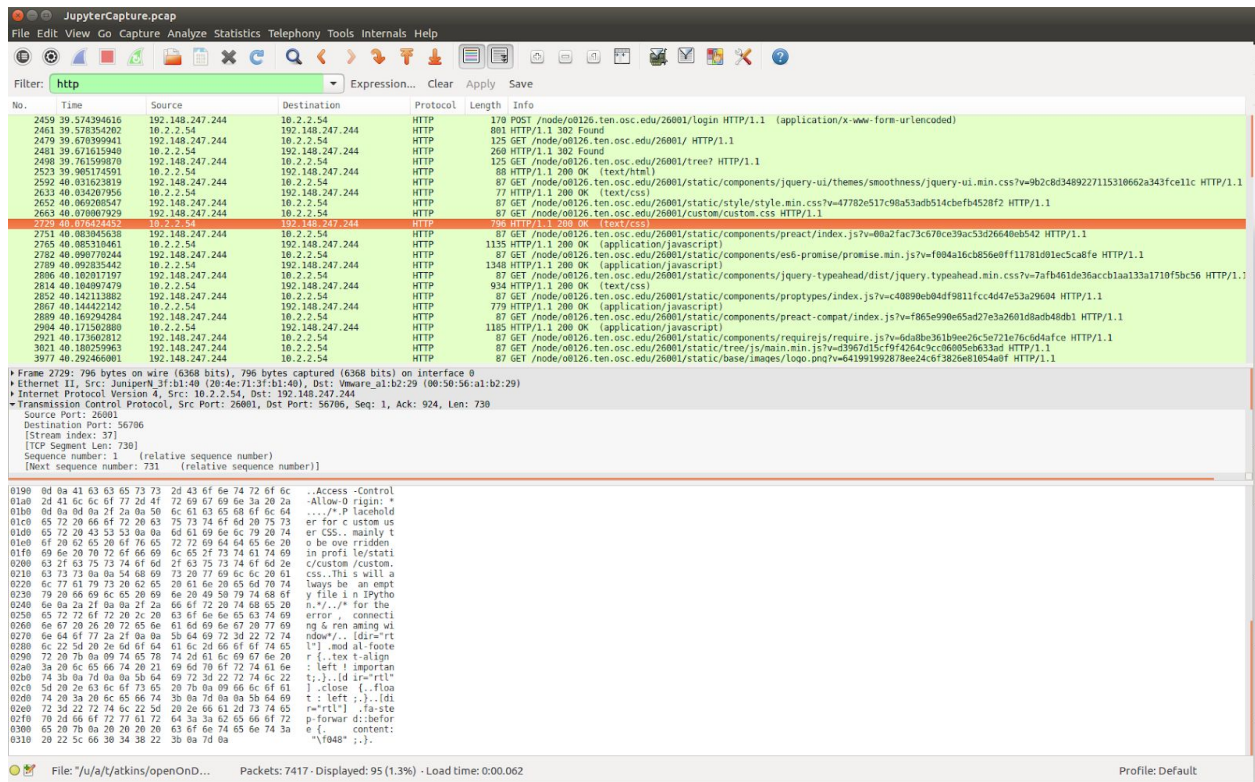 JupyterCapture.pcap
File Edit View Go Capture Analyze Statistics Telephony Tools Internals Help
Filter: http Expression... Clear Apply Save
No. Time Source Destination Protocol Length Info
2459 39.574394616 192.148.247.244 10.2.2.54 HTTP 170 POST /node/o0126.ten.osc.edu/26001/login HTTP/1.1 (application/x-www-form-urlencoded)
2461 39.578354202 10.2.2.54 192.148.247.244 HTTP 801 HTTP/1.1 302 Found
2479 39.670399941 192.148.247.244 10.2.2.54 HTTP 125 GET /node/o0126.ten.osc.edu/26001/ HTTP/1.1
2481 39.671615940 10.2.2.54 192.148.247.244 HTTP 260 HTTP/1.1 302 Found
2498 39.761599870 192.148.247.244 10.2.2.54 HTTP 125 GET /node/o0126.ten.osc.edu/26001/tree? HTTP/1.1
2523 39.905174591 10.2.2.54 192.148.247.244 HTTP 88 HTTP/1.1 200 OK (text/html)
2592 40.031623819 192.148.247.244 10.2.2.54 HTTP 87 GET /node/o0126.ten.osc.edu/26001/static/components/jquery-ui/themes/smoothness/jquery-ui.min.css?v=9b2c8d3489227115310662a343fce11c HTTP/1.1
2633 40.034207956 10.2.2.54 192.148.247.244 HTTP 77 HTTP/1.1 200 OK (text/css)
2652 40.069208547 192.148.247.244 10.2.2.54 HTTP 87 GET /node/o0126.ten.osc.edu/26001/static/style/style.min.css?v=47782e517c98a53adb514cbefb4528f2 HTTP/1.1
2663 40.070007929 192.148.247.244 10.2.2.54 HTTP 87 GET /node/o0126.ten.osc.edu/26001/custom/custom.css HTTP/1.1
2729 40.076424452 10.2.2.54 192.148.247.244 HTTP 796 HTTP/1.1 200 OK (text/css)
2751 40.083045638 192.148.247.244 10.2.2.54 HTTP 87 GET /node/o0126.ten.osc.edu/26001/static/components/preact/index.js?v=00a2fac73c670ce39ac53d26640eb542 HTTP/1.1
2765 40.085310461 10.2.2.54 192.148.247.244 HTTP 1135 HTTP/1.1 200 OK (application/javascript)
2782 40.090770244 192.148.247.244 10.2.2.54 HTTP 87 GET /node/o0126.ten.osc.edu/26001/static/components/es6-promise/promise.min.js?v=f004a16cb856e0ff11781d01ec5ca8fe HTTP/1.1
2789 40.092835442 10.2.2.54 192.148.247.244 HTTP 1348 HTTP/1.1 200 OK (application/javascript)
2806 40.102017197 192.148.247.244 10.2.2.54 HTTP 87 GET /node/o0126.ten.osc.edu/26001/static/components/jquery-typeahead/dist/jquery.typeahead.min.css?v=7afb461de36accb1aa133a1710f5bc56 HTTP/1.1
2814 40.104097479 10.2.2.54 192.148.247.244 HTTP 934 HTTP/1.1 200 OK (text/css)
2852 40.142113882 192.148.247.244 10.2.2.54 HTTP 87 GET /node/o0126.ten.osc.edu/26001/static/components/proptypes/index.js?v=c40890eb04df9811fcc4d47e53a29604 HTTP/1.1
2867 40.144422142 10.2.2.54 192.148.247.244 HTTP 779 HTTP/1.1 200 OK (application/javascript)
2889 40.169294284 192.148.247.244 10.2.2.54 HTTP 87 GET /node/o0126.ten.osc.edu/26001/static/components/preact-compat/index.js?v=f865e990e65ad27e3a2601d8adb48db1 HTTP/1.1
2904 40.171502880 10.2.2.54 192.148.247.244 HTTP 1185 HTTP/1.1 200 OK (application/javascript)
2921 40.173602812 192.148.247.244 10.2.2.54 HTTP 87 GET /node/o0126.ten.osc.edu/26001/static/components/requirejs/require.js?v=6da8be361b9ee26c5e721e76c6d4afce HTTP/1.1
3021 40.180259963 192.148.247.244 10.2.2.54 HTTP 87 GET /node/o0126.ten.osc.edu/26001/static/tree/js/main.min.js?v=d3967d15cf9f4264c9cc06005eb633ad HTTP/1.1
3977 40.292466001 192.148.247.244 10.2.2.54 HTTP 87 GET /node/o0126.ten.osc.edu/26001/static/base/images/logo.png?v=641991992878ee24c6f3826e81054a0f HTTP/1.1
Frame 2729: 796 bytes on wire (6368 bits), 796 bytes captured (6368 bits) on interface 0
Ethernet II, Src: JuniperN_3f:b1:40 (20:4e:71:3f:b1:40), Dst: Vmware_a1:b2:29 (00:50:56:a1:b2:29)
Internet Protocol Version 4, Src: 10.2.2.54, Dst: 192.148.247.244
Transmission Control Protocol, Src Port: 26001, Dst Port: 56706, Seq: 1, Ack: 924, Len: 730
Source Port: 26001
Destination Port: 56706
[Stream index: 37]
[TCP Segment Len: 730]
Sequence number: 1 (relative sequence number)
[Next sequence number: 731 (relative sequence number)]
0190 0d 0a 41 63 63 65 73 73 2d 43 6f 6e 74 72 6f 6c ..Access -Control
01a0 2d 41 6c 6c 6f 77 2d 4f 72 69 67 69 6e 3a 20 2a -Allow-O rigin: *
01b0 0d 0a 0d 0a 2f 2a 0a 50 6c 61 63 65 68 6f 6c 64 ..../*.P lacehold
01c0 65 72 20 66 6f 72 20 63 75 73 74 6f 6d 20 75 73 er for c ustom us
01d0 65 72 20 43 53 53 0a 0a 6d 61 69 6e 6c 79 20 74 er CSS.. mainly t
01e0 6f 20 62 65 20 6f 76 65 72 72 69 64 64 65 6e 20 o be ove rridden
01f0 69 6e 20 70 72 6f 66 69 6c 65 2f 73 74 61 74 69 in profi le/stati
0200 63 2f 63 75 73 74 6f 6d 2f 63 75 73 74 6f 6d 2e c/custom /custom.
0210 63 73 73 0a 0a 54 68 69 73 20 77 69 6c 6c 20 61 css..Thi s will a
0220 6c 77 61 79 73 20 62 65 20 61 6e 20 65 6d 70 74 lways be an empt
0230 79 20 66 69 6c 65 20 69 6e 20 49 50 79 74 68 6f y file i n IPytho
0240 6e 0a 2a 2f 0a 0a 2f 2a 66 6f 72 20 74 68 65 20 n.*/../* for the
0250 65 72 72 6f 72 20 2c 20 63 6f 6e 6e 65 63 74 69 error , connecti
0260 6e 67 20 26 20 72 65 6e 61 6d 69 6e 67 20 77 69 ng & ren aming wi
0270 6e 64 6f 77 2a 2f 0a 0a 5b 64 69 72 3d 22 72 74 ndow*/.. [dir="rt
0280 6c 22 5d 20 2e 6d 6f 64 61 6c 2d 66 6f 6f 74 65 l"] .mod al-foote
0290 72 20 7b 0a 09 74 65 78 74 2d 61 6c 69 67 6e 20 r {..tex t-align
02a0 3a 20 6c 65 66 74 20 21 69 6d 70 6f 72 74 61 6e : left ! importan
02b0 74 3b 0a 7d 0a 0a 5b 64 69 72 3d 22 72 74 6c 22 t;.}..[d ir="rtl"
02c0 5d 20 2e 63 6c 6f 73 65 20 7b 0a 09 66 6c 6f 61 ] .close {..floa
02d0 74 20 3a 20 6c 65 66 74 3b 0a 7d 0a 0a 5b 64 69 t : left ;.}..[di
02e0 72 3d 22 72 74 6c 22 5d 20 2e 66 61 2d 73 74 65 r="rtl"] .fa-ste
02f0 70 2d 66 6f 72 77 61 72 64 3a 3a 62 65 66 6f 72 p-forwar d::befor
0300 65 20 7b 0a 20 20 20 20 63 6f 6e 74 65 6e 74 3a e {. content:
0310 20 22 5c 66 30 34 38 22 3b 0a 7d 0a "\f048" ;.}.
File: "/u/a/t/atkins/openOnD... Packets: 7417 · Displayed: 95 (1.3%) · Load time: 0:00.062 Profile: Default